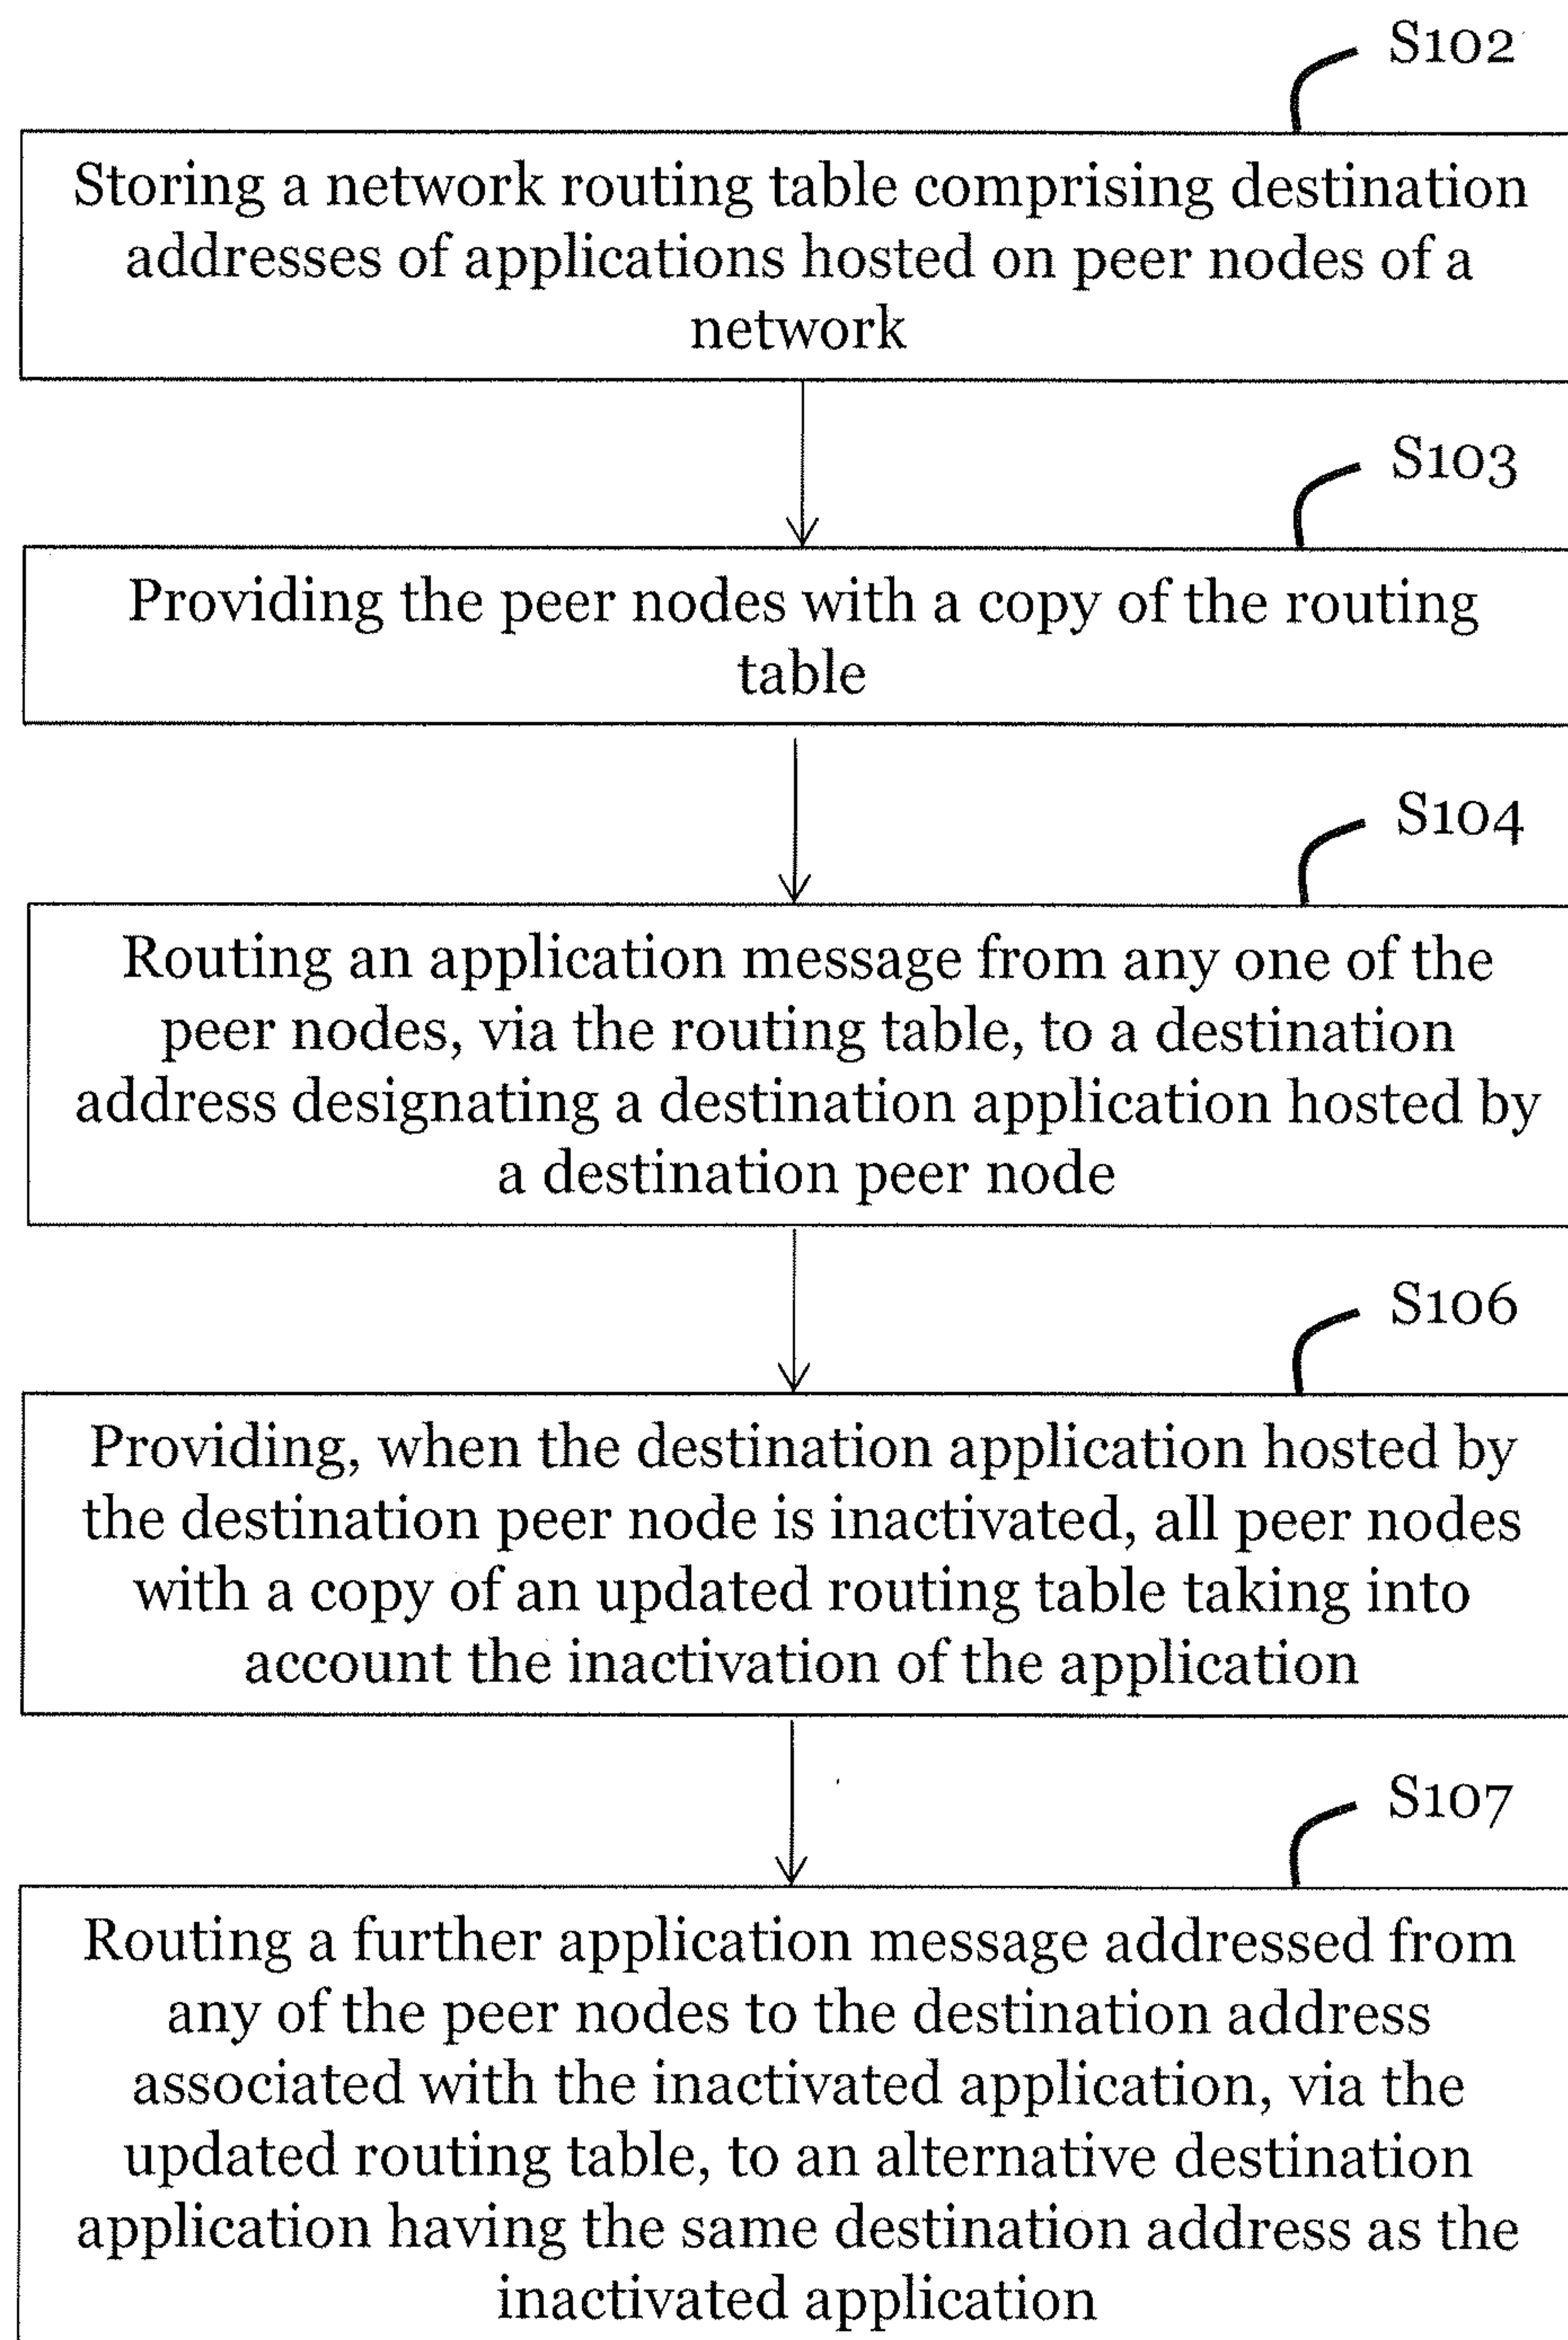 S102
Storing a network routing table comprising destination
addresses of applications hosted on peer nodes of a
network
S103
Providing the peer nodes with a copy of the routing
table
S104
Routing an application message from any one of the
peer nodes, via the routing table, to a destination
address designating a destination application hosted by
a destination peer node
S106
Providing, when the destination application hosted by
the destination peer node is inactivated, all peer nodes
with a copy of an updated routing table taking into
account the inactivation of the application
S107
Routing a further application message addressed from
any of the peer nodes to the destination address
associated with the inactivated application, via the
updated routing table, to an alternative destination
application having the same destination address as the
inactivated application